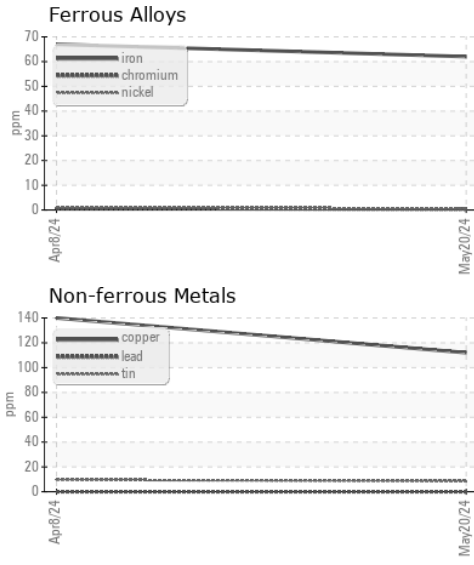 Ferrous Alloys
70
60
50
40
30
20
10
0
ppm
iron
chromium
nickel
Apr8/24
May20/24
Non-ferrous Metals
140
120
100
80
60
40
20
0
ppm
copper
lead
tin
Apr8/24
May20/24